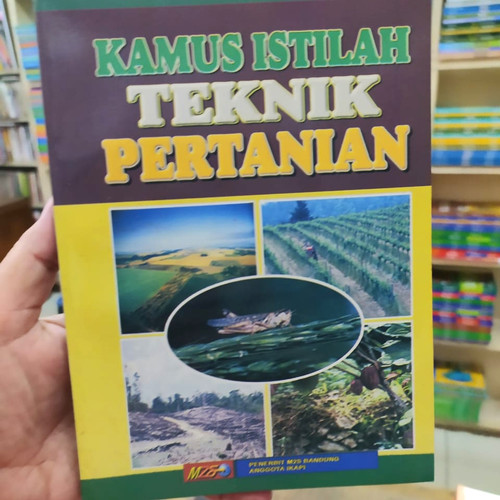 KAMUS ISTILAH
TEKNIK
PERTANIAN
M2S
PENERBIT M2S BANDUNG
ANGGOTA IKAPI